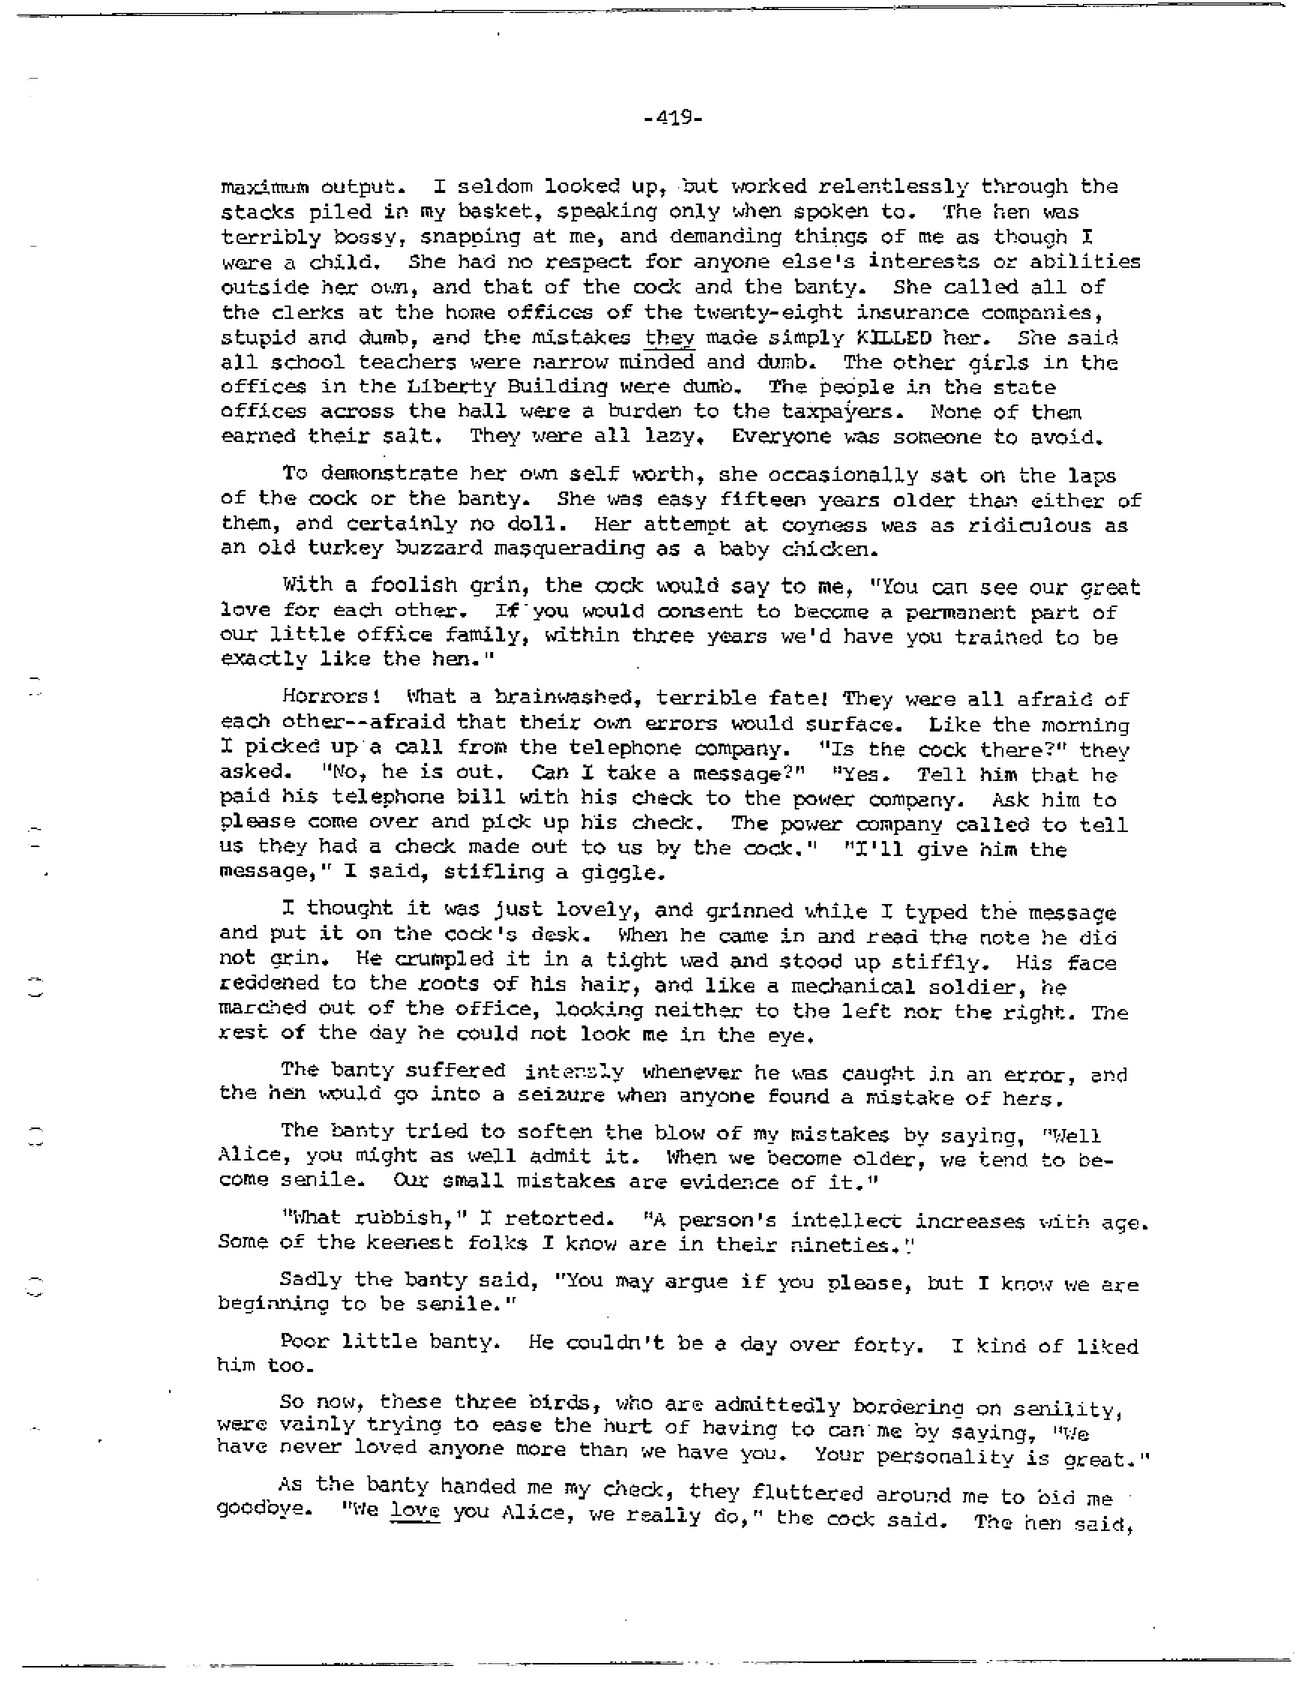 -419-
maximum output. I seldom looked up, but worked relentlessly through the
stacks piled in my basket, speaking only when spoken to. The hen was
terribly bossy, snapping at me, and demanding things of me as though I
were a child. She had no respect for anyone else's interests or abilities
outside her own, and that of the cock and the banty. She called all of
the clerks at the home offices of the twenty-eight insurance companies,
stupid and dumb, and the mistakes they made simply KILLED her. She said
all school teachers were narrow minded and dumb. The other girls in the
offices in the Liberty Building were dumb. The people in the state
offices across the hall were a burden to the taxpayers. None of them
earned their salt. They were all lazy. Everyone was someone to avoid.
To demonstrate her own self worth, she occasionally sat on the laps
of the cock or the banty. She was easy fifteen years older than either of
them, and certainly no doll. Her attempt at coyness was as ridiculous as
an old turkey buzzard masquerading as a baby chicken.
With a foolish grin, the cock would say to me, "You can see our great
love for each other. If you would consent to become a permanent part of
our little office family, within three years we'd have you trained to be
exactly like the hen."
Horrors! What a brainwashed, terrible fate! They were all afraid of
each other--afraid that their own errors would surface. Like the morning
I picked up a call from the telephone company. "Is the cock there?" they
asked. "No, he is out. Can I take a message?" "Yes. Tell him that he
paid his telephone bill with his check to the power company. Ask him to
please come over and pick up his check. The power company called to tell
us they had a check made out to us by the cock." "I'll give him the
message," I said, stifling a giggle.
I thought it was just lovely, and grinned while I typed the message
and put it on the cock's desk. When he came in and read the note he did
not grin. He crumpled it in a tight wad and stood up stiffly. His face
reddened to the roots of his hair, and like a mechanical soldier, he
marched out of the office, looking neither to the left nor the right. The
rest of the day he could not look me in the eye.
The banty suffered intensly whenever he was caught in an error, and
the hen would go into a seizure when anyone found a mistake of hers.
The banty tried to soften the blow of my mistakes by saying, "Well
Alice, you might as well admit it. When we become older, we tend to be-
come senile. Our small mistakes are evidence of it."
"What rubbish," I retorted. "A person's intellect increases with age.
Some of the keenest folks I know are in their nineties."
Sadly the banty said, "You may argue if you please, but I know we are
beginning to be senile."
Poor little banty. He couldn't be a day over forty. I kind of liked
him too.
So now, these three birds, who are admittedly bordering on senility,
were vainly trying to ease the hurt of having to can me by saying, "We
have never loved anyone more than we have you. Your personality is great."
As the banty handed me my check, they fluttered around me to bid me
goodbye. "We love you Alice, we really do," the cock said. The hen said,